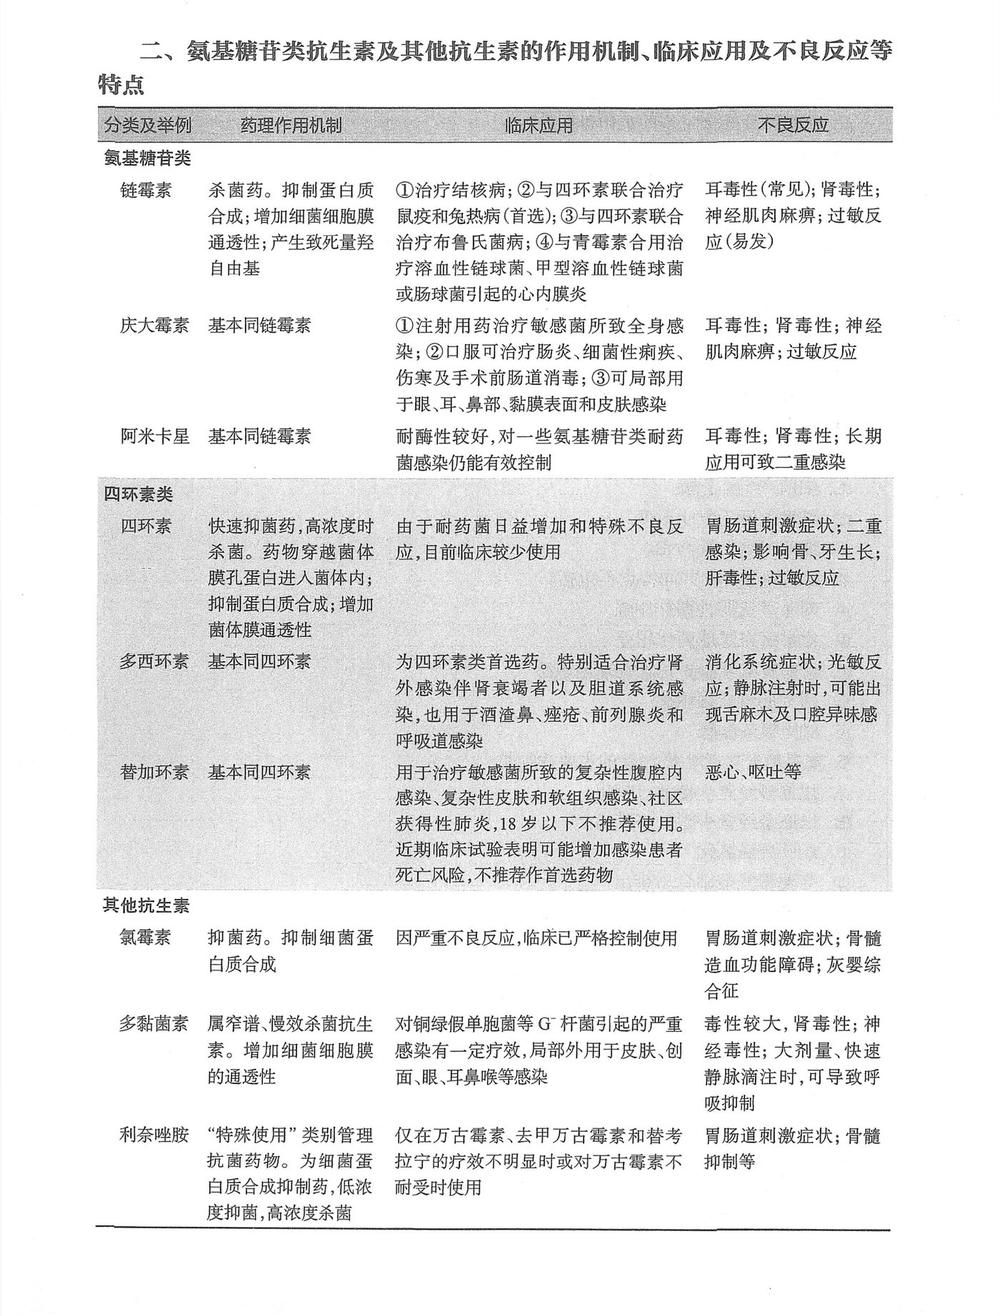 二、氨基糖苷类抗生素及其他抗生素的作用机制、临床应用及不良反应等
特点
分类及举例 药理作用机制 临床应用 不良反应
氨基糖苷类
链霉素 杀菌药。抑制蛋白质 ①治疗结核病；②与四环素联合治疗 耳毒性（常见）；肾毒性；
合成；增加细菌细胞膜 鼠疫和兔热病（首选）；③与四环素联合 神经肌肉麻痹；过敏反
通透性；产生致死量羟 治疗布鲁氏菌病；④与青霉素合用治 应（易发）
自由基 疗溶血性链球菌、甲型溶血性链球菌
或肠球菌引起的心内膜炎
庆大霉素 基本同链霉素 ①注射用药治疗敏感菌所致全身感 耳毒性；肾毒性；神经
染；②口服可治疗肠炎、细菌性痢疾、 肌肉麻痹；过敏反应
伤寒及手术前肠道消毒；③可局部用
于眼、耳、鼻部、黏膜表面和皮肤感染
阿米卡星 基本同链霉素 耐酶性较好，对一些氨基糖苷类耐药 耳毒性；肾毒性；长期
菌感染仍能有效控制 应用可致二重感染
四环素类
四环素 快速抑菌药，高浓度时 由于耐药菌日益增加和特殊不良反 胃肠道刺激症状；二重
杀菌。药物穿越菌体 应，目前临床较少使用 感染；影响骨、牙生长；
膜孔蛋白进入菌体内； 肝毒性；过敏反应
抑制蛋白质合成；增加
菌体膜通透性
多西环素 基本同四环素 为四环素类首选药。特别适合治疗肾 消化系统症状；光敏反
外感染伴肾衰竭者以及胆道系统感 应；静脉注射时，可能出
染，也用于酒渣鼻、痤疮、前列腺炎和 现舌麻木及口腔异味感
呼吸道感染
替加环素 基本同四环素 用于治疗敏感菌所致的复杂性腹腔内 恶心、呕吐等
感染、复杂性皮肤和软组织感染、社区
获得性肺炎，18岁以下不推荐使用。
近期临床试验表明可能增加感染患者
死亡风险，不推荐作首选药物
其他抗生素
氯霉素 抑菌药。抑制细菌蛋 因严重不良反应，临床已严格控制使用 胃肠道刺激症状；骨髓
白质合成 造血功能障碍；灰婴综
合征
多黏菌素 属窄谱、慢效杀菌抗生 对铜绿假单胞菌等G⁻杆菌引起的严重 毒性较大，肾毒性；神
素。增加细菌细胞膜 感染有一定疗效，局部外用于皮肤、创 经毒性；大剂量、快速
的通透性 面、眼、耳鼻喉等感染 静脉滴注时，可导致呼
吸抑制
利奈唑胺 “特殊使用”类别管理 仅在万古霉素、去甲万古霉素和替考 胃肠道刺激症状；骨髓
抗菌药物。为细菌蛋 拉宁的疗效不明显时或对万古霉素不 抑制等
白质合成抑制药，低浓 耐受时使用
度抑菌，高浓度杀菌